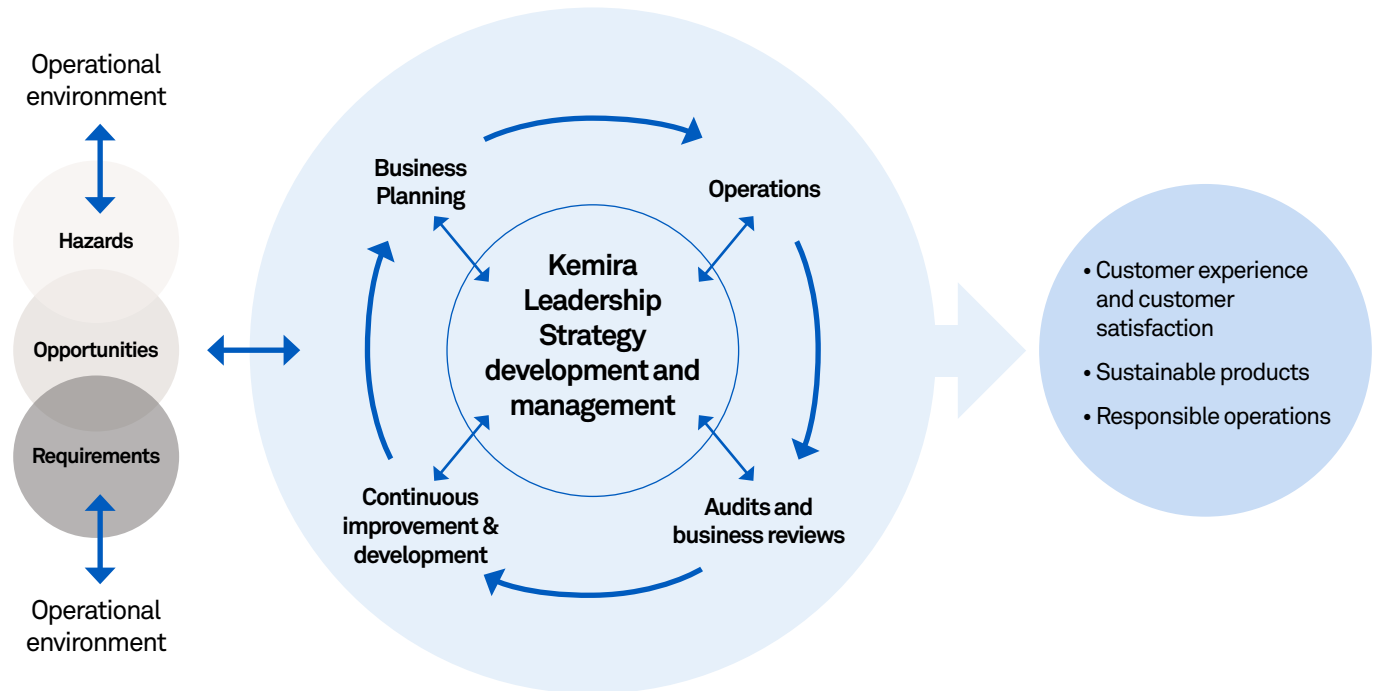 Operational
environment
Hazards
Opportunities
Requirements
Operational
environment
Business
Planning
Operations
Kemira
Leadership
Strategy
development and
management
Continuous
improvement &
development
Audits and
business reviews
• Customer experience
and customer
satisfaction
• Sustainable products
• Responsible operations